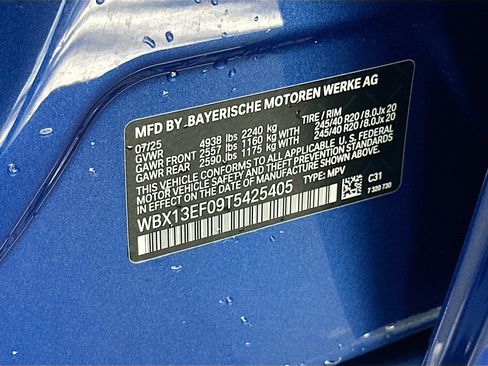 MFD BY BAYERISCHE MOTOREN WERKE AG
07/25 TIRE / RIM
GVWR 4938 lbs 2240 kg
GAWR FRONT 2557 lbs 1160 kg WITH 245/40 R20 / 8.0Jx 20
GAWR REAR 2590 lbs 1175 kg WITH 245/40 R20 / 8.0Jx 20
THIS VEHICLE CONFORMS TO ALL APPLICABLE U. S. FEDERAL
MOTOR VEHICLE SAFETY AND THEFT PREVENTION STANDARDS
IN EFFECT ON THE DATE OF MANUFACTURE SHOWN ABOVE.
WBX13EF09T5425405 TYPE: MPV
C31
7 320 730